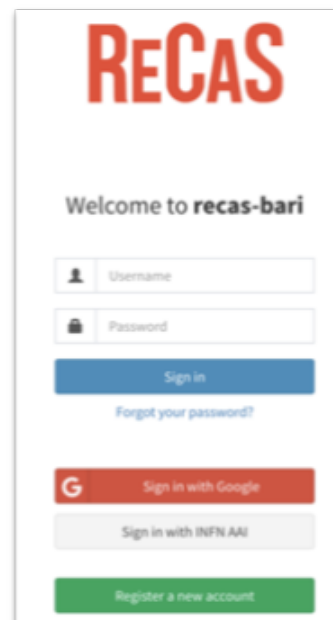 RECAS
Welcome to recas-bari
Username
Password
Sign in
Forgot your password?
G Sign in with Google
Sign in with INFN AAI
Register a new account